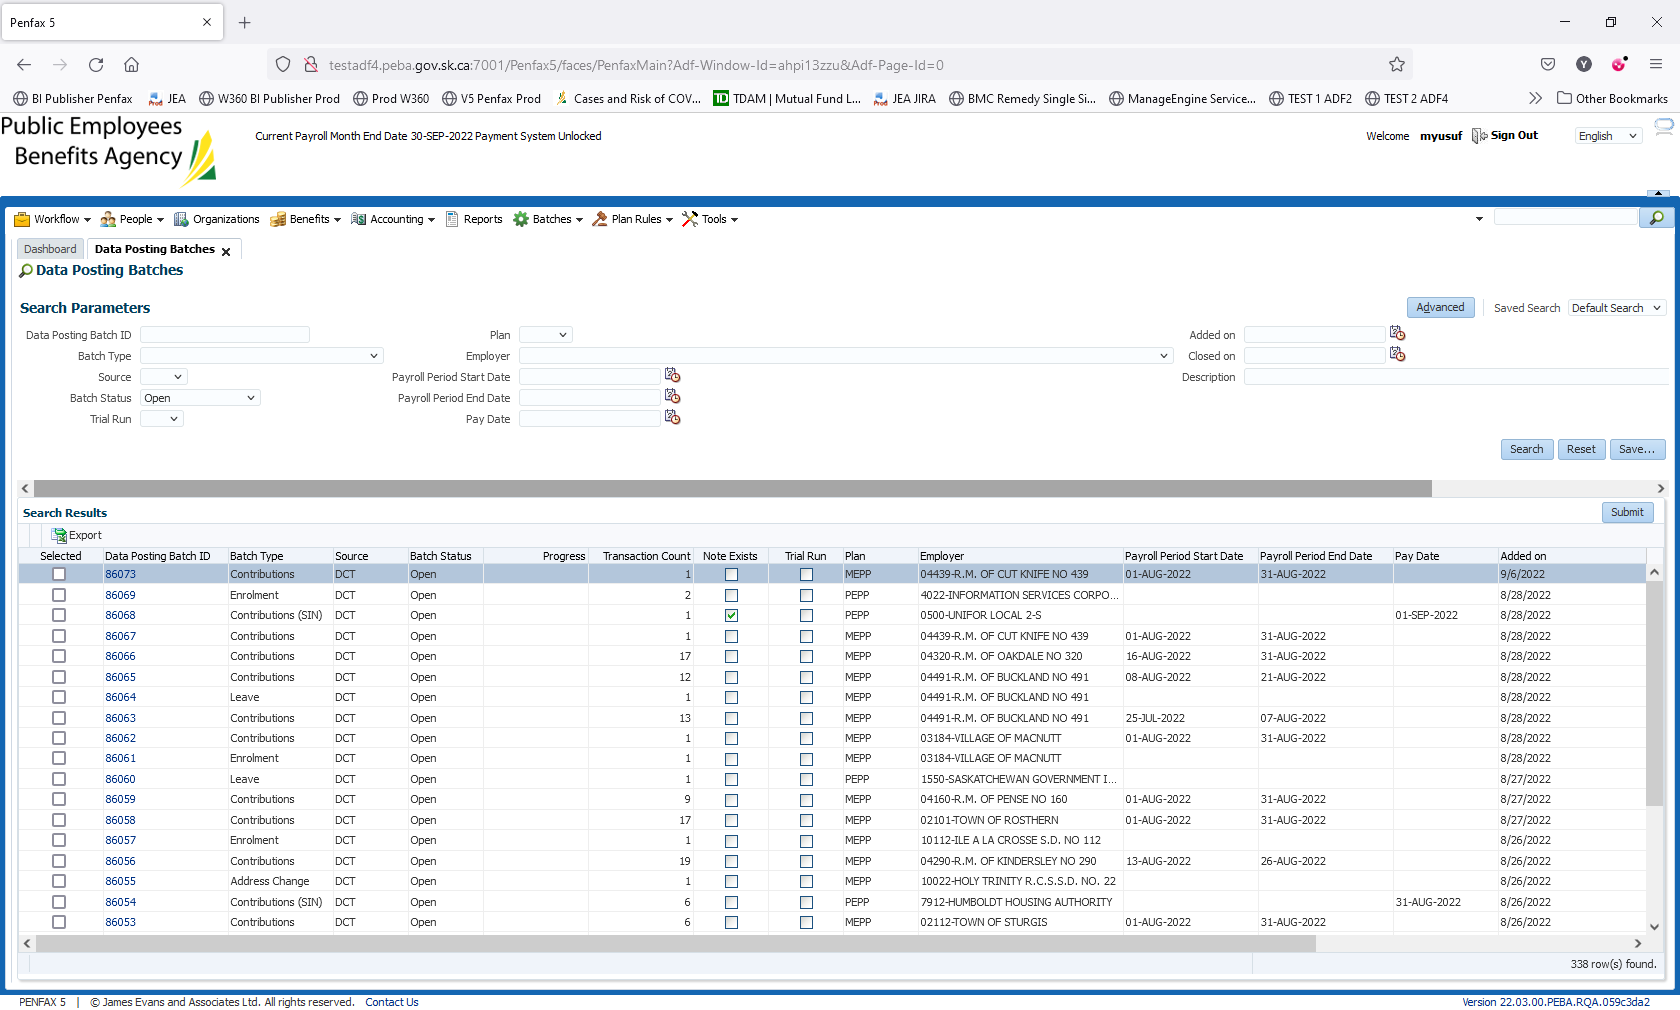 Penfax 5
testadf4.peba.gov.sk.ca:7001/Penfax5/faces/PenfaxMain?Adf-Window-Id=ahpi13zzu&Adf-Page-Id=0
BI Publisher Penfax JEA W360 BI Publisher Prod Prod W360 V5 Penfax Prod Cases and Risk of COV... TDAM | Mutual Fund L... JEA JIRA BMC Remedy Single Si... ManageEngine Service... TEST 1 ADF2 TEST 2 ADF4 Other Bookmarks
Public Employees
Benefits Agency
Current Payroll Month End Date 30-SEP-2022 Payment System Unlocked
Welcome myusuf Sign Out English
Workflow People Organizations Benefits Accounting Reports Batches Plan Rules Tools
Dashboard Data Posting Batches
Data Posting Batches
Search Parameters
Advanced Saved Search Default Search
Data Posting Batch ID Plan Added on
Batch Type Employer Closed on
Source Payroll Period Start Date Description
Batch Status Open Payroll Period End Date
Trial Run Pay Date
Search Reset Save...
Search Results Submit
Export
Selected Data Posting Batch ID Batch Type Source Batch Status Progress Transaction Count Note Exists Trial Run Plan Employer Payroll Period Start Date Payroll Period End Date Pay Date Added on
86073 Contributions DCT Open 1 MEPP 04439-R.M. OF CUT KNIFE NO 439 01-AUG-2022 31-AUG-2022 9/6/2022
86069 Enrolment DCT Open 2 PEPP 4022-INFORMATION SERVICES CORPO... 8/28/2022
86068 Contributions (SIN) DCT Open 1 PEPP 0500-UNIFOR LOCAL 2-S 01-SEP-2022 8/28/2022
86067 Contributions DCT Open 1 MEPP 04439-R.M. OF CUT KNIFE NO 439 01-AUG-2022 31-AUG-2022 8/28/2022
86066 Contributions DCT Open 17 MEPP 04320-R.M. OF OAKDALE NO 320 16-AUG-2022 31-AUG-2022 8/28/2022
86065 Contributions DCT Open 12 MEPP 04491-R.M. OF BUCKLAND NO 491 08-AUG-2022 21-AUG-2022 8/28/2022
86064 Leave DCT Open 1 MEPP 04491-R.M. OF BUCKLAND NO 491 8/28/2022
86063 Contributions DCT Open 13 MEPP 04491-R.M. OF BUCKLAND NO 491 25-JUL-2022 07-AUG-2022 8/28/2022
86062 Contributions DCT Open 1 MEPP 03184-VILLAGE OF MACNUTT 01-AUG-2022 31-AUG-2022 8/28/2022
86061 Enrolment DCT Open 1 MEPP 03184-VILLAGE OF MACNUTT 8/28/2022
86060 Leave DCT Open 1 PEPP 1550-SASKATCHEWAN GOVERNMENT I... 8/27/2022
86059 Contributions DCT Open 9 MEPP 04160-R.M. OF PENSE NO 160 01-AUG-2022 31-AUG-2022 8/27/2022
86058 Contributions DCT Open 17 MEPP 02101-TOWN OF ROSTHERN 01-AUG-2022 31-AUG-2022 8/27/2022
86057 Enrolment DCT Open 1 MEPP 10112-ILE A LA CROSSE S.D. NO 112 8/26/2022
86056 Contributions DCT Open 19 MEPP 04290-R.M. OF KINDERSLEY NO 290 13-AUG-2022 26-AUG-2022 8/26/2022
86055 Address Change DCT Open 1 MEPP 10022-HOLY TRINITY R.C.S.S.D. NO. 22 8/26/2022
86054 Contributions (SIN) DCT Open 6 PEPP 7912-HUMBOLDT HOUSING AUTHORITY 31-AUG-2022 8/26/2022
86053 Contributions DCT Open 6 MEPP 02112-TOWN OF STURGIS 01-AUG-2022 31-AUG-2022 8/26/2022
338 row(s) found.
PENFAX 5 | © James Evans and Associates Ltd. All rights reserved. Contact Us Version 22.03.00.PEBA.RQA.059c3da2